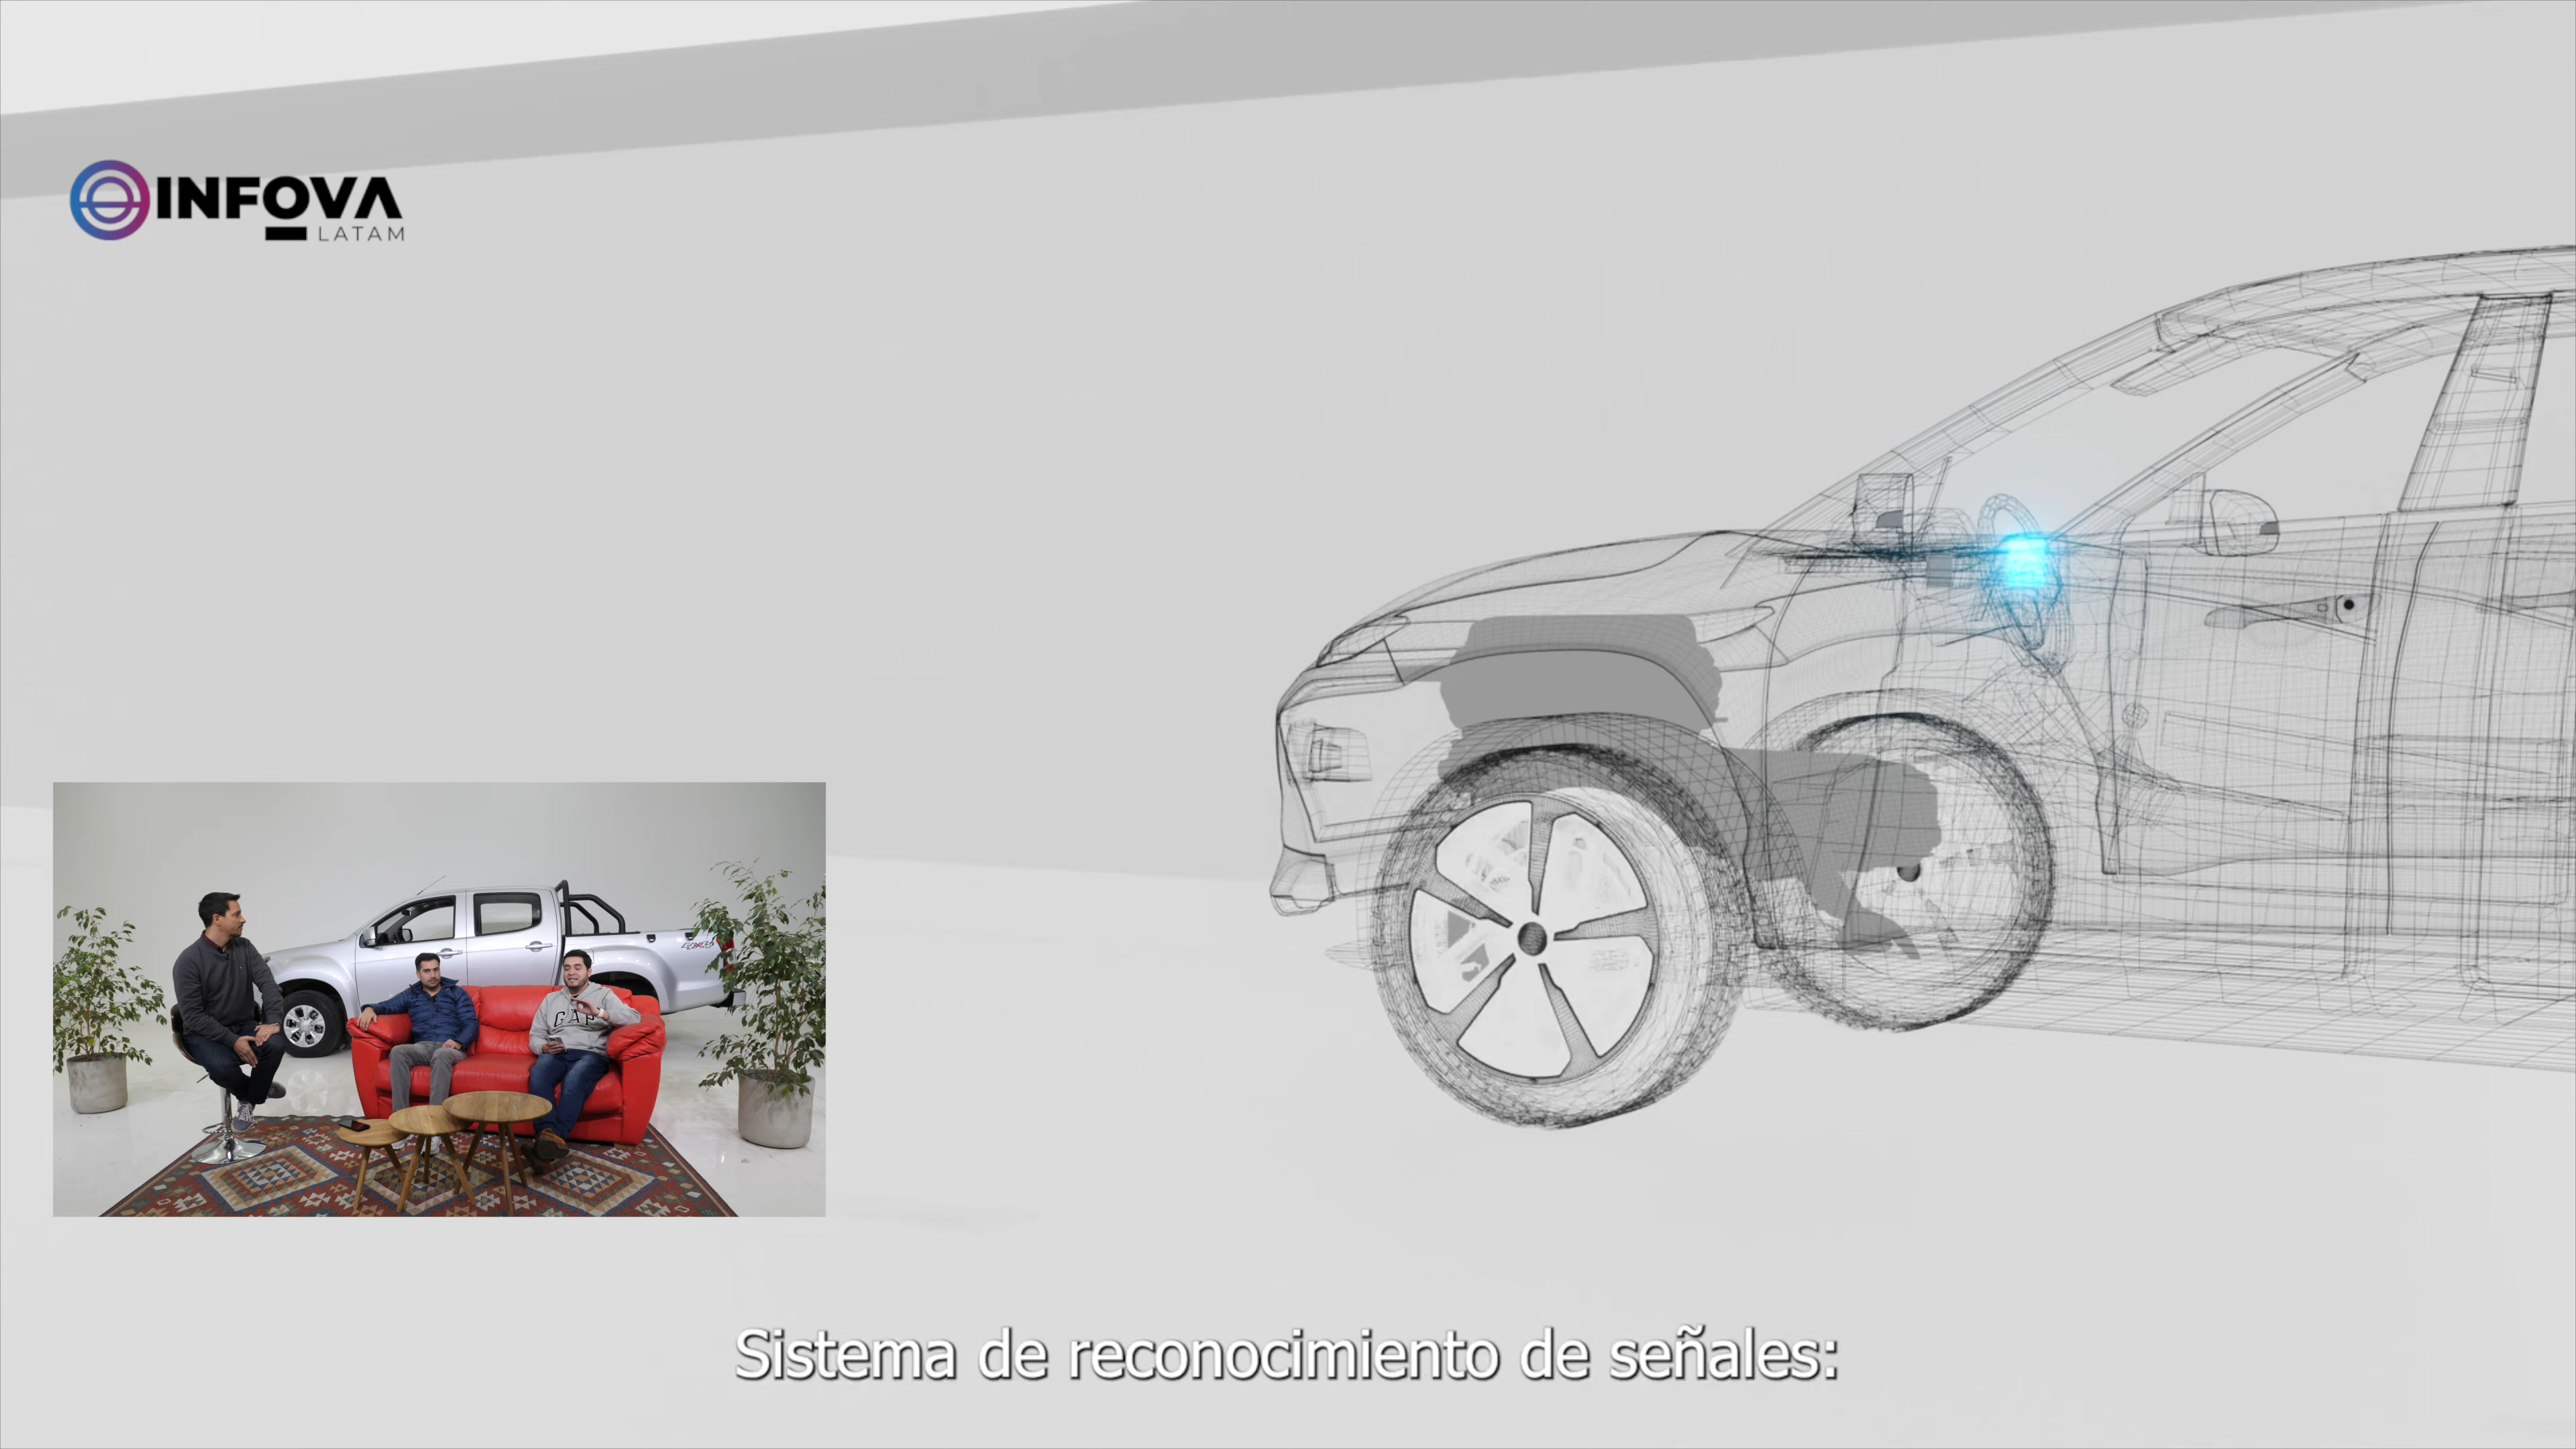 INFOVA
LATAM
GAP
Sistema de reconocimiento de señales: